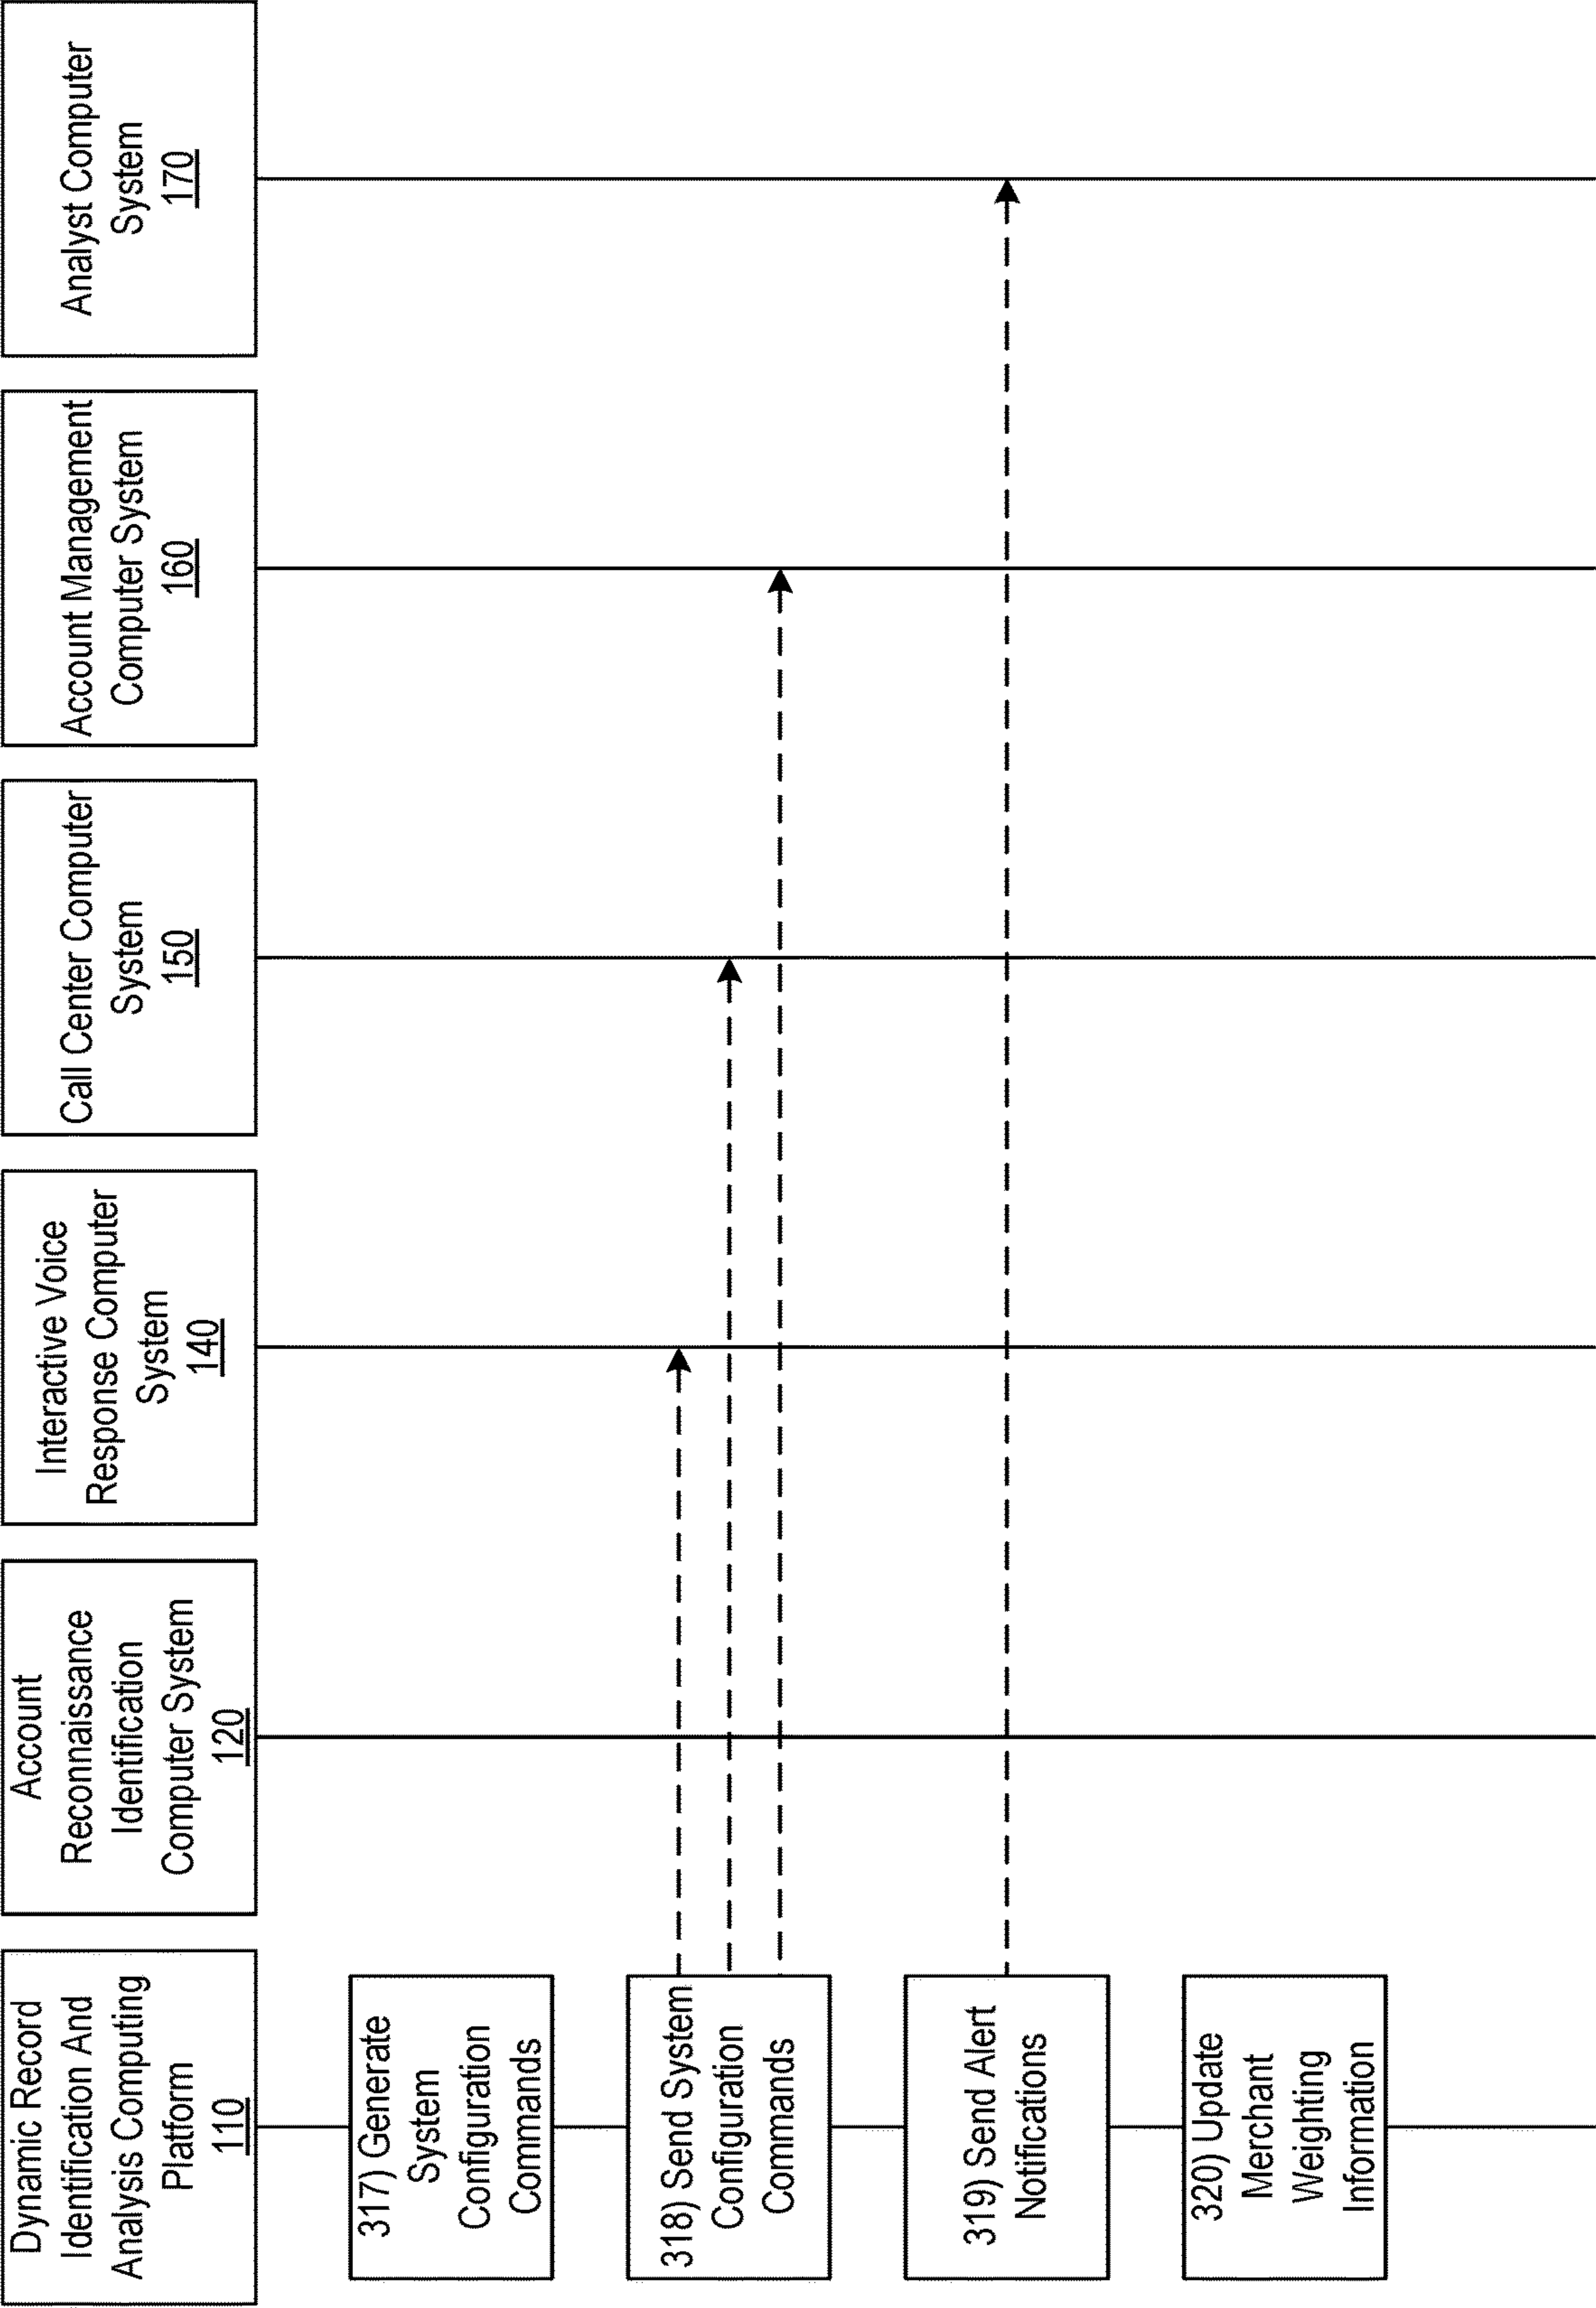 Dynamic Record
Identification And
Analysis Computing
Platform
110
Account
Reconnaissance
Identification
Computer System
120
Interactive Voice
Response Computer
System
140
Call Center Computer
System
150
Account Management
Computer System
160
Analyst Computer
System
170
317) Generate
System
Configuration
Commands
318) Send System
Configuration
Commands
319) Send Alert
Notifications
320) Update
Merchant
Weighting
Information